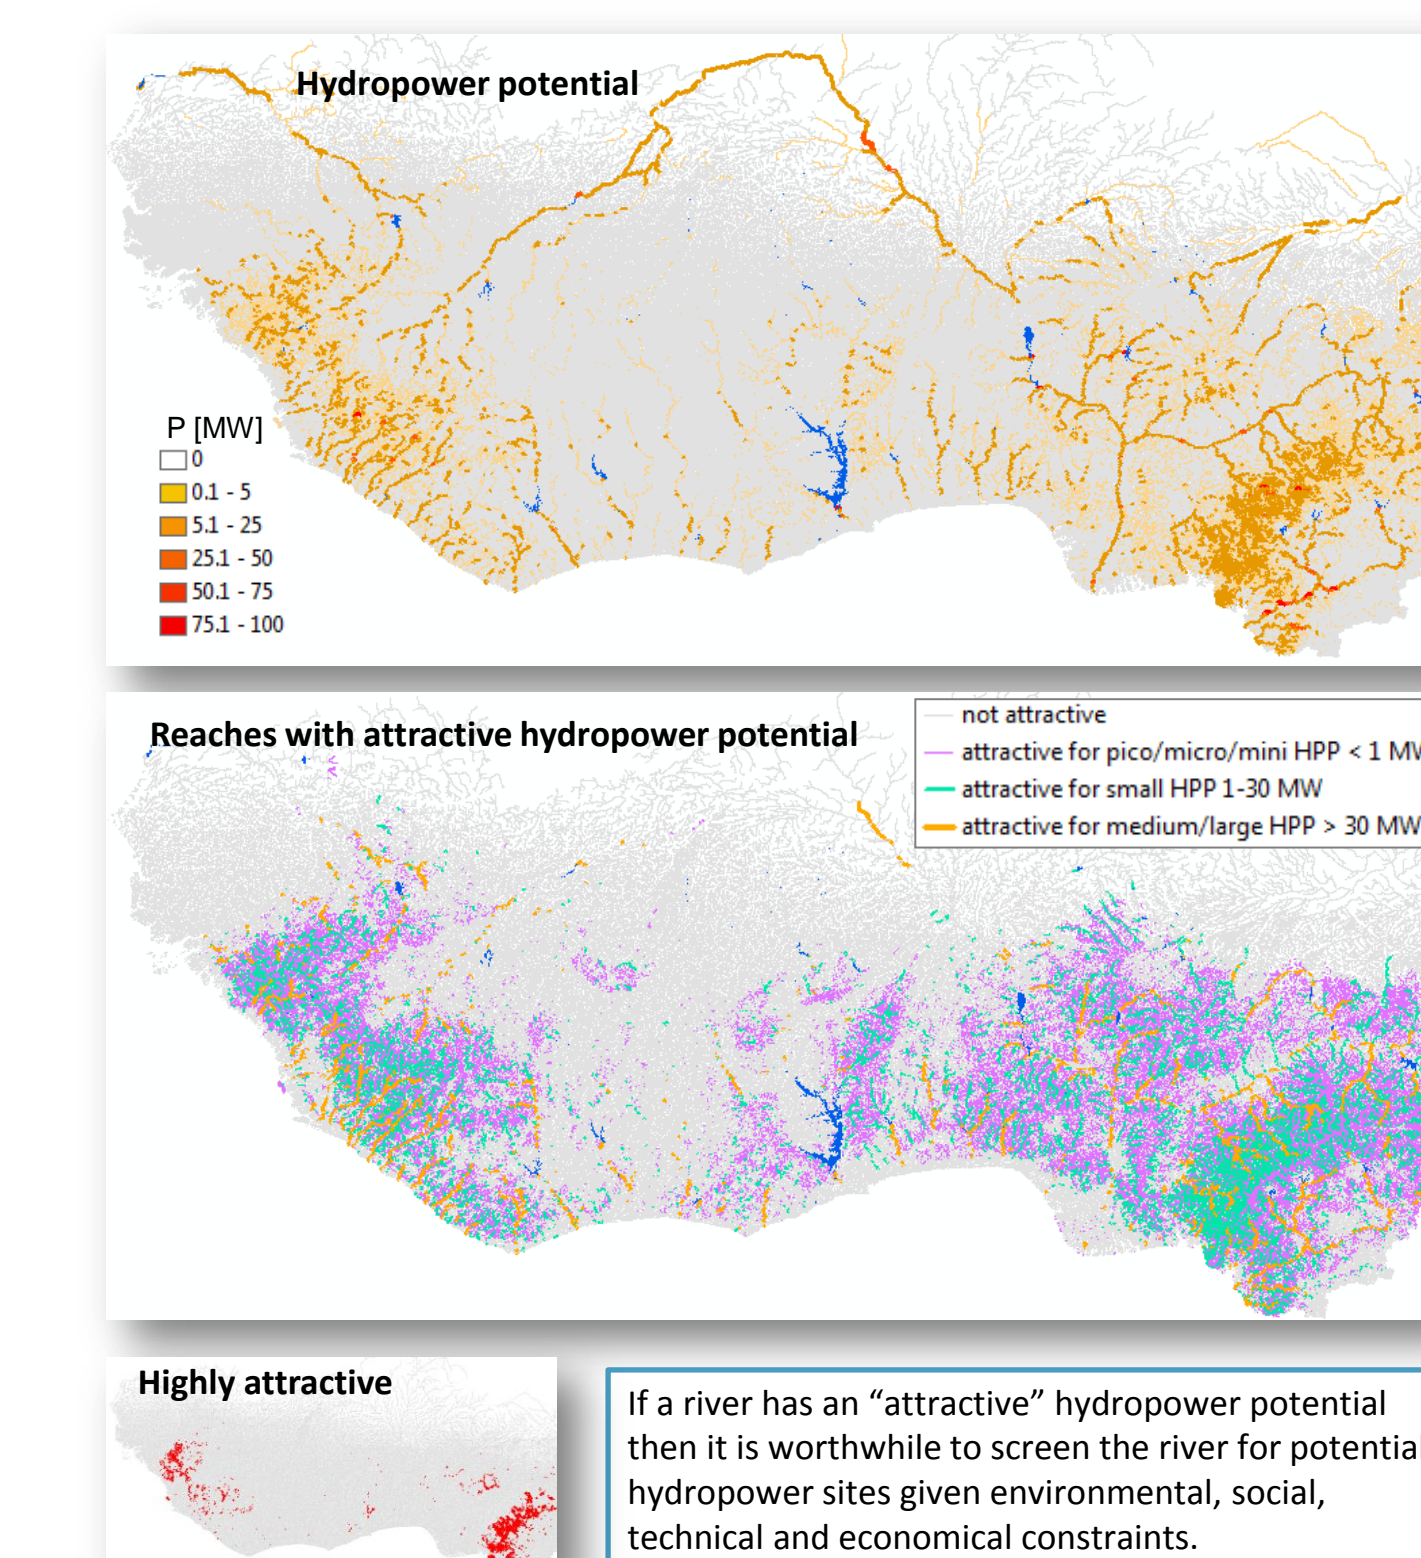 Hydropower potential
P [MW]
0
0.1 - 5
5.1 - 25
25.1 - 50
50.1 - 75
75.1 - 100
Reaches with attractive hydropower potential
not attractive
attractive for pico/micro/mini HPP < 1 MW
attractive for small HPP 1-30 MW
attractive for medium/large HPP > 30 MW
Highly attractive
If a river has an “attractive” hydropower potential
then it is worthwhile to screen the river for potential
hydropower sites given environmental, social,
technical and economical constraints.